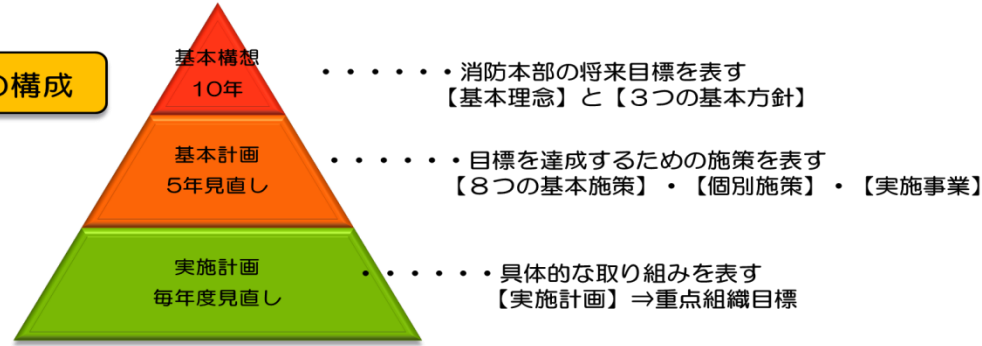 の構成
基本構想
10年
・・・・・・消防本部の将来目標を表す
【基本理念】と【３つの基本方針】
基本計画
5年見直し
・・・・・・目標を達成するための施策を表す
【８つの基本施策】・【個別施策】・【実施事業】
実施計画
毎年度見直し
・・・・・・具体的な取り組みを表す
【実施計画】⇒重点組織目標